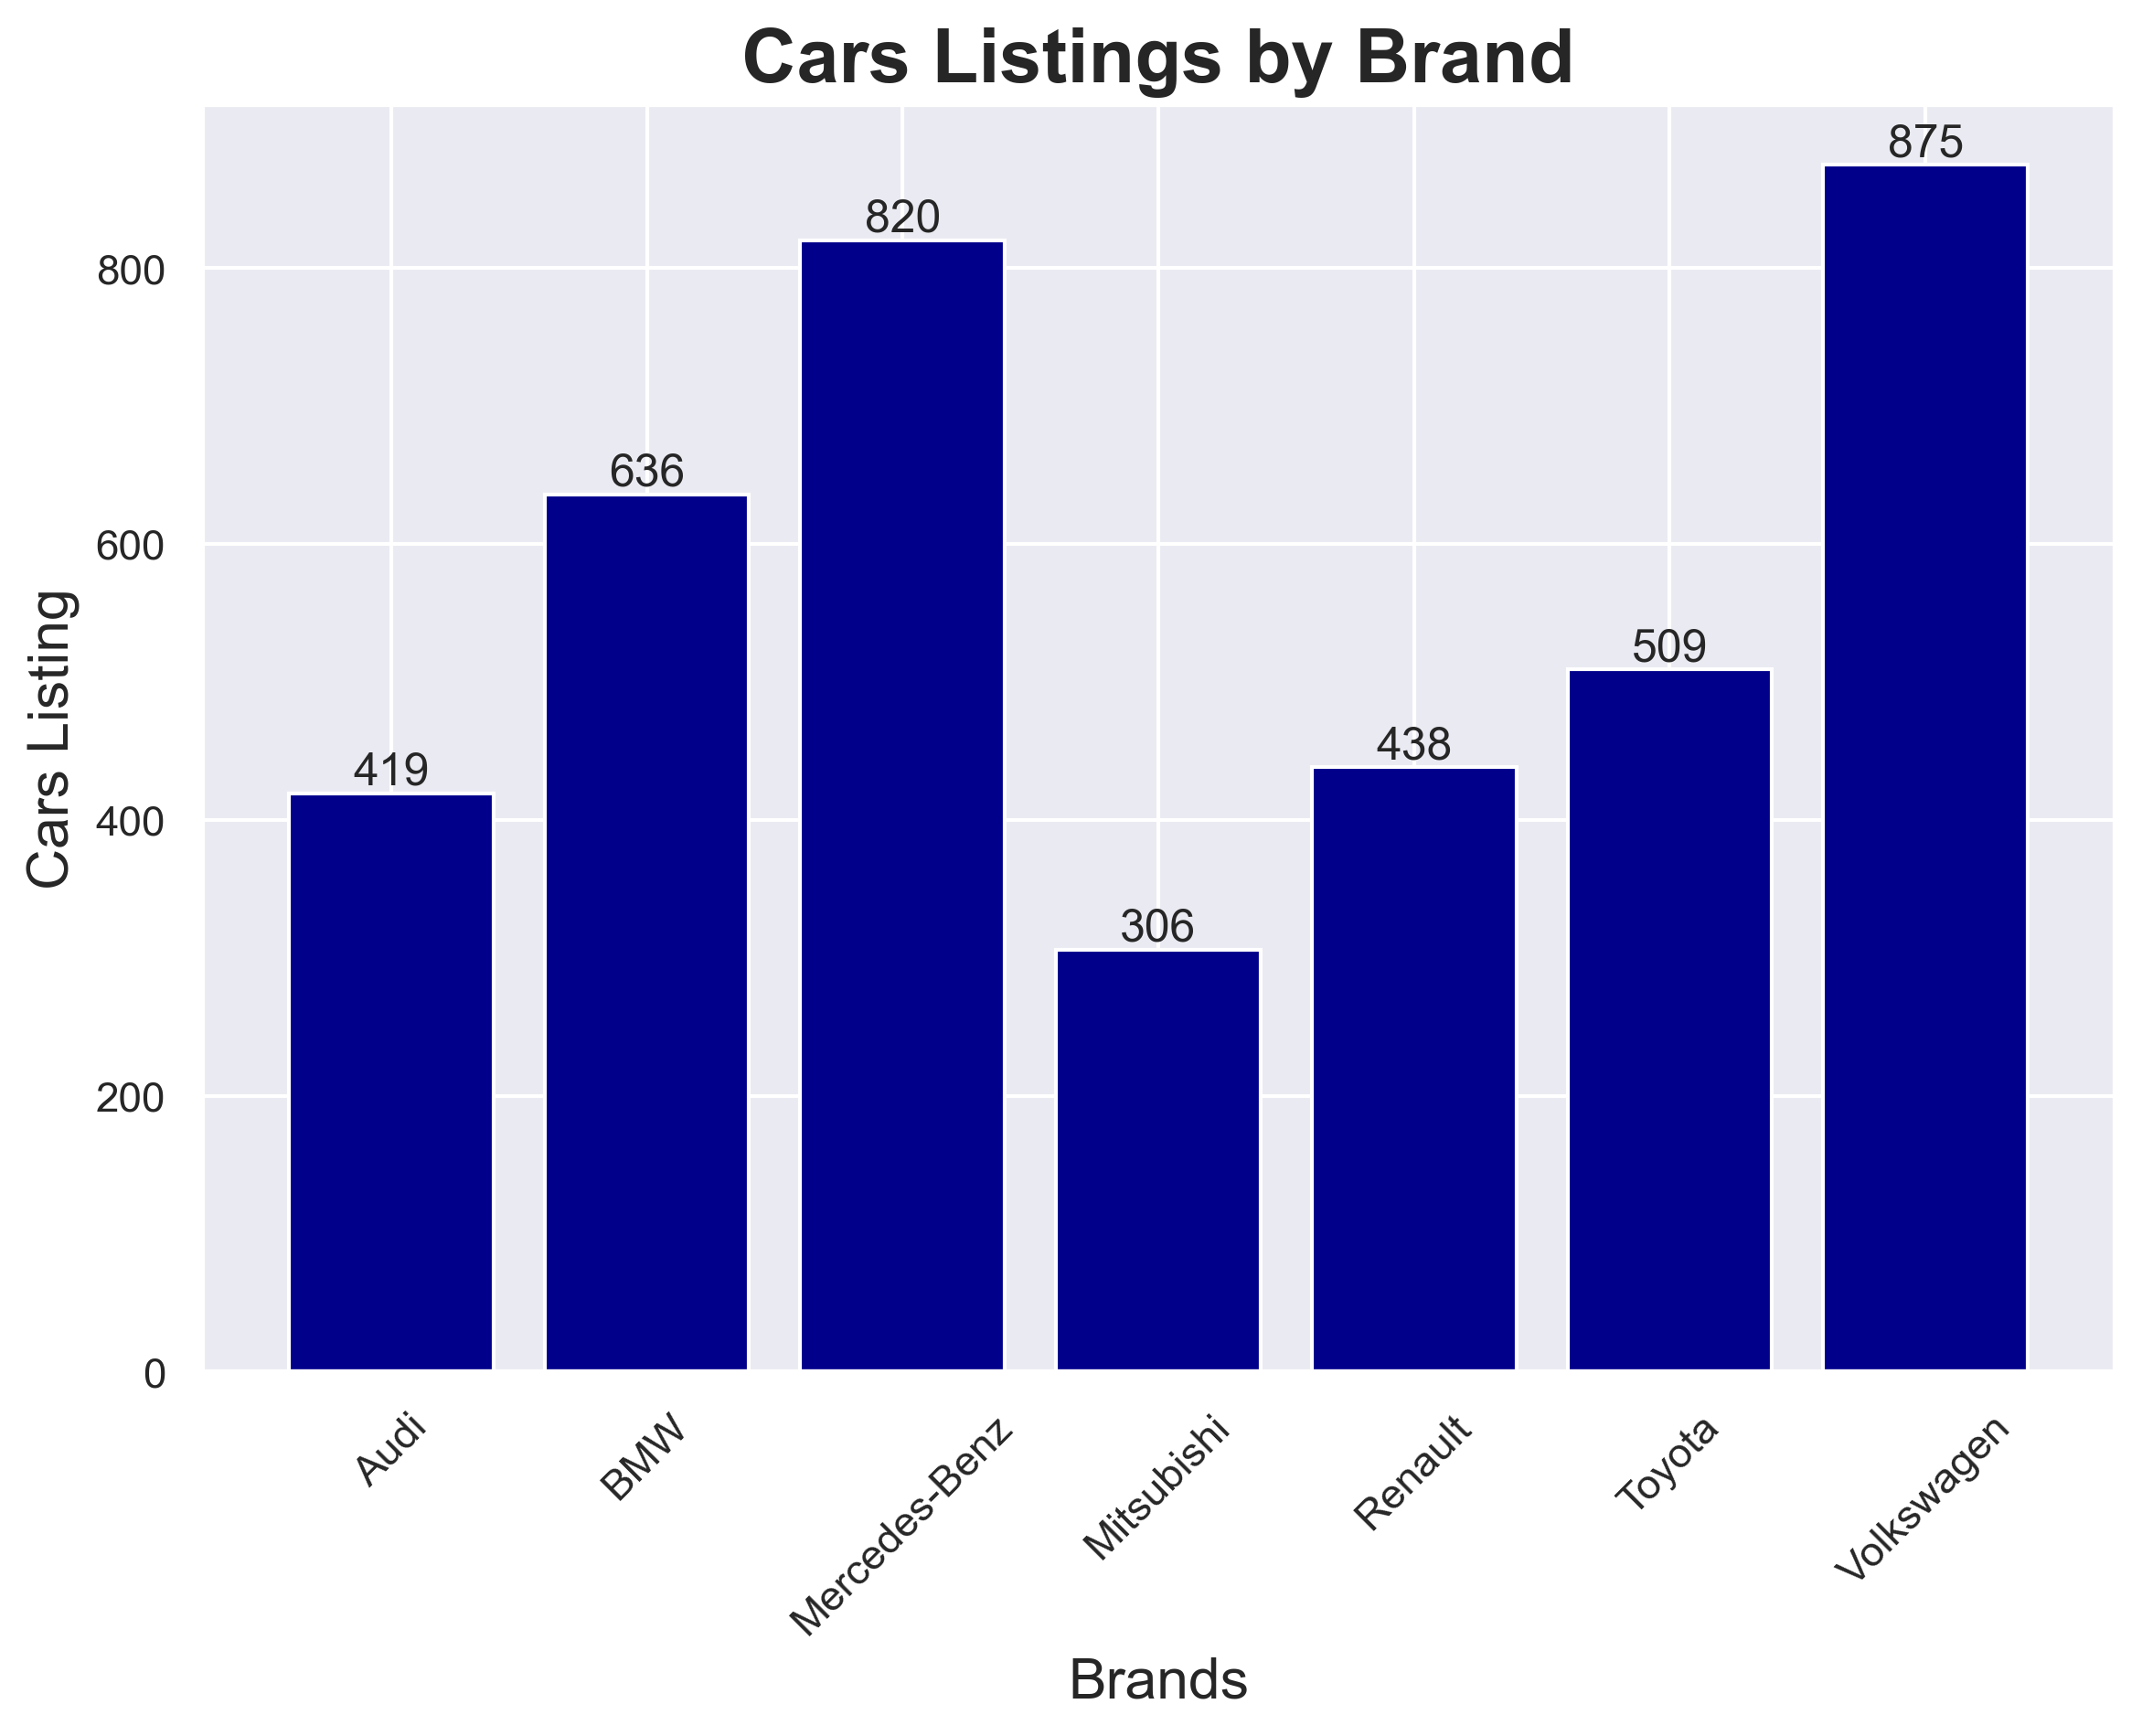 Cars Listings by Brand
Cars Listing
800
600
400
200
0
419
636
820
306
438
509
875
Audi
BMW
Mercedes-Benz
Mitsubishi
Renault
Toyota
Volkswagen
Brands